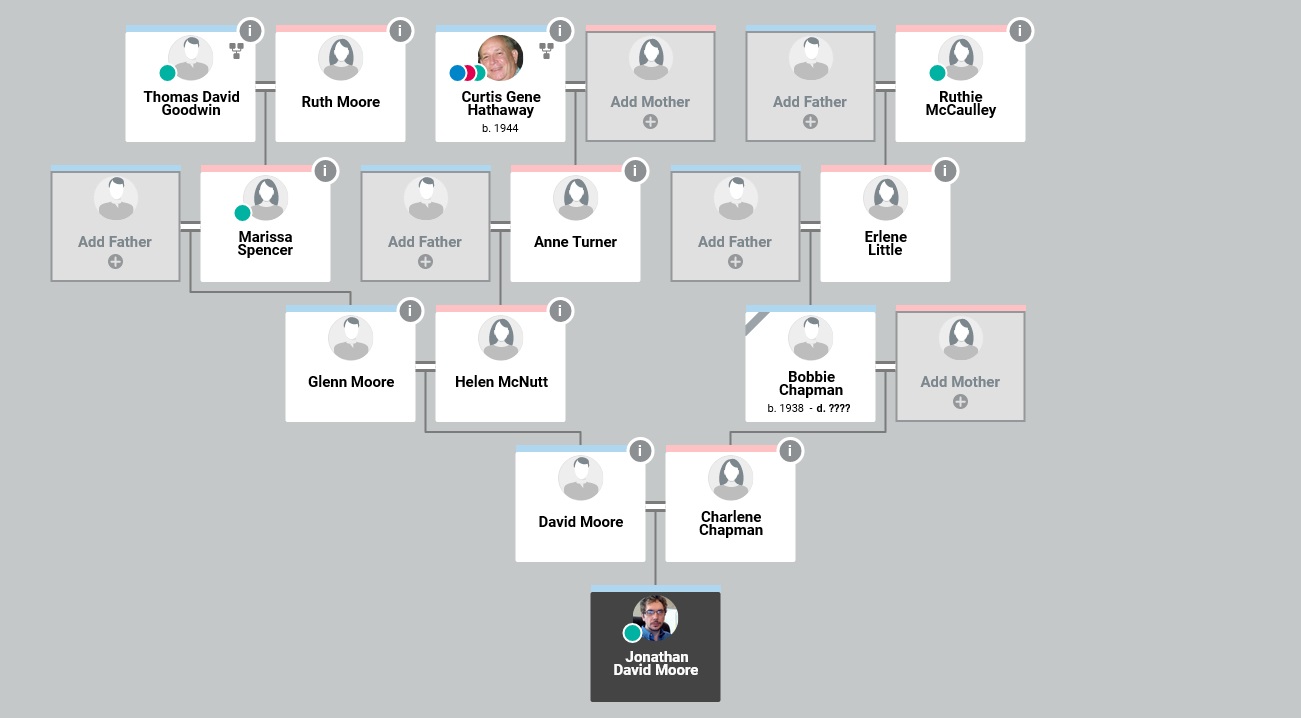 i
i
i
i
Thomas David
Goodwin
Ruth Moore
Curtis Gene
Hathaway
b. 1944
Add Mother
Add Father
Ruthie
McCaulley
i
i
i
Add Father
Marissa
Spencer
Add Father
Anne Turner
Add Father
Erlene
Little
i
i
Glenn Moore
Helen McNutt
Bobbie
Chapman
b. 1938 - d. ????
Add Mother
i
i
David Moore
Charlene
Chapman
Jonathan
David Moore